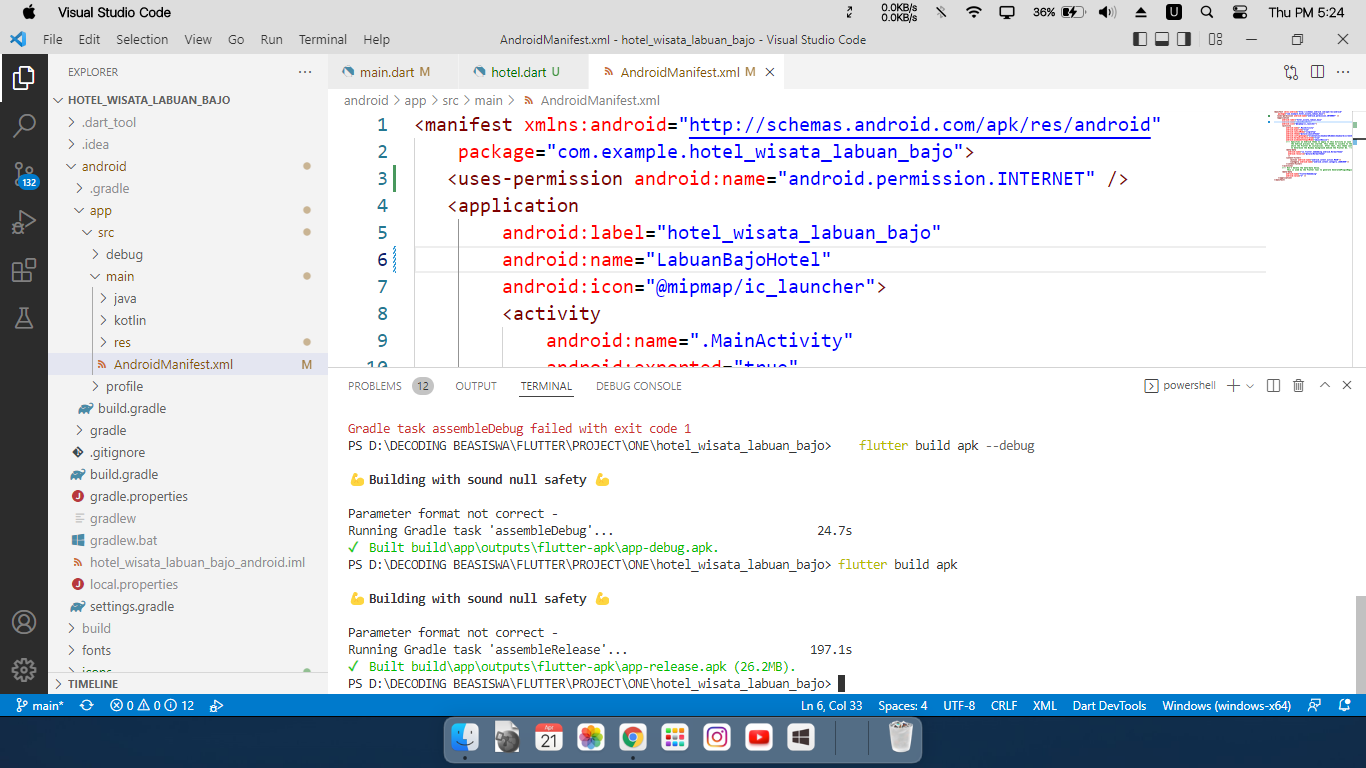 Visual Studio Code
0.0KB/s
0.0KB/s
36%
U
Thu PM 5:24
File Edit Selection View Go Run Terminal Help
AndroidManifest.xml - hotel_wisata_labuan_bajo - Visual Studio Code
EXPLORER
HOTEL_WISATA_LABUAN_BAJO
.dart_tool
.idea
android
.gradle
app
src
debug
main
java
kotlin
res
AndroidManifest.xml M
profile
build.gradle
gradle
.gitignore
build.gradle
gradle.properties
gradlew
gradlew.bat
hotel_wisata_labuan_bajo_android.iml
local.properties
settings.gradle
build
fonts
icons
TIMELINE
132
main.dart M
hotel.dart U
AndroidManifest.xml M
android > app > src > main > AndroidManifest.xml
1 <manifest xmlns:android="http://schemas.android.com/apk/res/android"
2 package="com.example.hotel_wisata_labuan_bajo">
3 <uses-permission android:name="android.permission.INTERNET" />
4 <application
5 android:label="hotel_wisata_labuan_bajo"
6 android:name="LabuanBajoHotel"
7 android:icon="@mipmap/ic_launcher">
8 <activity
9 android:name=".MainActivity"
10 android:exported="true"
PROBLEMS 12 OUTPUT TERMINAL DEBUG CONSOLE
powershell
Gradle task assembleDebug failed with exit code 1
PS D:\DECODING BEASISWA\FLUTTER\PROJECT\ONE\hotel_wisata_labuan_bajo> flutter build apk --debug
💪 Building with sound null safety 💪
Parameter format not correct -
Running Gradle task 'assembleDebug'... 24.7s
✓ Built build\app\outputs\flutter-apk\app-debug.apk.
PS D:\DECODING BEASISWA\FLUTTER\PROJECT\ONE\hotel_wisata_labuan_bajo> flutter build apk
💪 Building with sound null safety 💪
Parameter format not correct -
Running Gradle task 'assembleRelease'... 197.1s
✓ Built build\app\outputs\flutter-apk\app-release.apk (26.2MB).
PS D:\DECODING BEASISWA\FLUTTER\PROJECT\ONE\hotel_wisata_labuan_bajo>
main* 0 0 12
Ln 6, Col 33 Spaces: 4 UTF-8 CRLF XML Dart DevTools Windows (windows-x64)
Apr
21